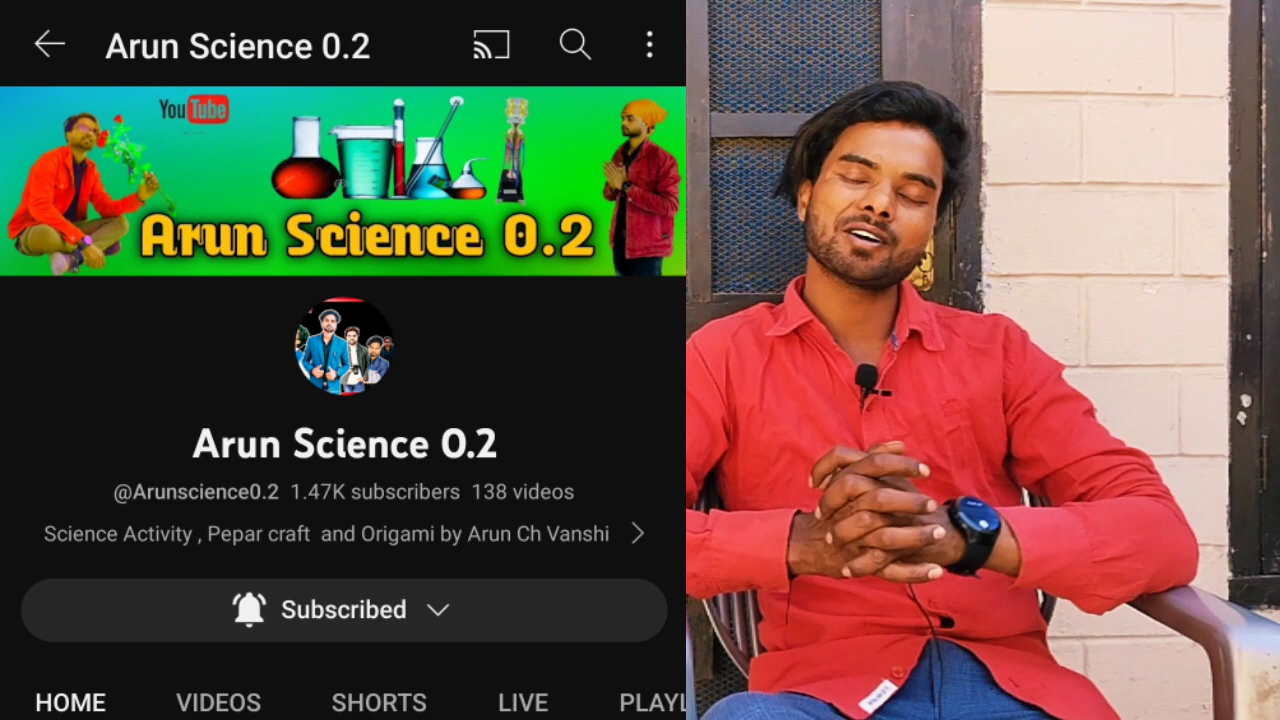 Arun Science 0.2
YouTube
Arun Science 0.2
Arun Science 0.2
@Arunscience0.2 1.47K subscribers 138 videos
Science Activity , Pepar craft and Origami by Arun Ch Vanshi
Subscribed
HOME VIDEOS SHORTS LIVE PLAYL